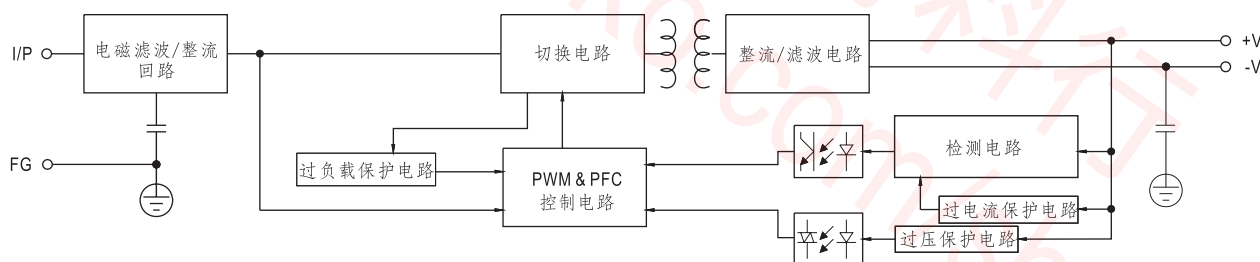 I/P
电磁滤波/整流
回路
切换电路
整流/滤波电路
+V
-V
FG
过负载保护电路
PWM & PFC
控制电路
检测电路
过电流保护电路
过压保护电路